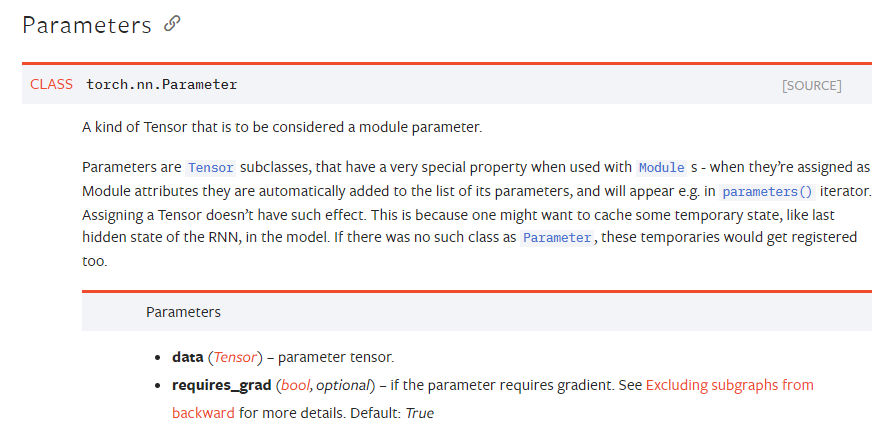 Parameters
CLASS torch.nn.Parameter [SOURCE]
A kind of Tensor that is to be considered a module parameter.
Parameters are Tensor subclasses, that have a very special property when used with Module s - when they’re assigned as
Module attributes they are automatically added to the list of its parameters, and will appear e.g. in parameters() iterator.
Assigning a Tensor doesn’t have such effect. This is because one might want to cache some temporary state, like last
hidden state of the RNN, in the model. If there was no such class as Parameter, these temporaries would get registered
too.
Parameters
• data (Tensor) – parameter tensor.
• requires_grad (bool, optional) – if the parameter requires gradient. See Excluding subgraphs from
backward for more details. Default: True